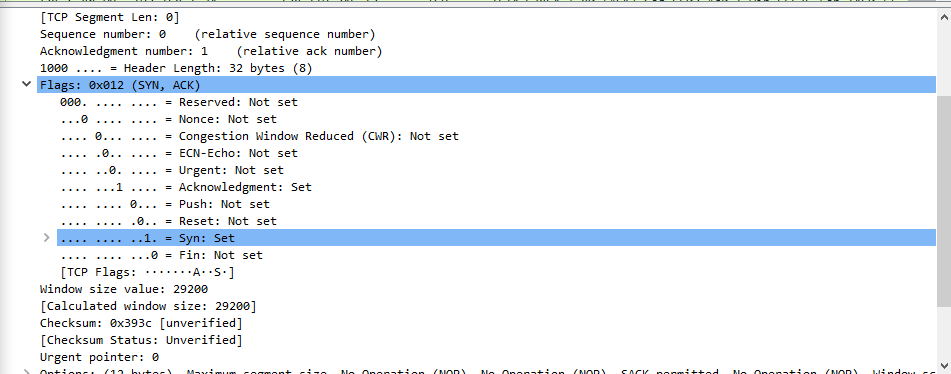 [TCP Segment Len: 0]
Sequence number: 0    (relative sequence number)
Acknowledgment number: 1    (relative ack number)
1000 .... = Header Length: 32 bytes (8)
Flags: 0x012 (SYN, ACK)
000. .... .... = Reserved: Not set
...0 .... .... = Nonce: Not set
.... 0... .... = Congestion Window Reduced (CWR): Not set
.... .0.. .... = ECN-Echo: Not set
.... ..0. .... = Urgent: Not set
.... ...1 .... = Acknowledgment: Set
.... .... 0... = Push: Not set
.... .... .0.. = Reset: Not set
.... .... ..1. = Syn: Set
.... .... ...0 = Fin: Not set
[TCP Flags: ·······A··S·]
Window size value: 29200
[Calculated window size: 29200]
Checksum: 0x393c [unverified]
[Checksum Status: Unverified]
Urgent pointer: 0
Options: (12 bytes), Maximum segment size, No-Operation (NOP), No-Operation (NOP), SACK permitted, No-Operation (NOP), Window